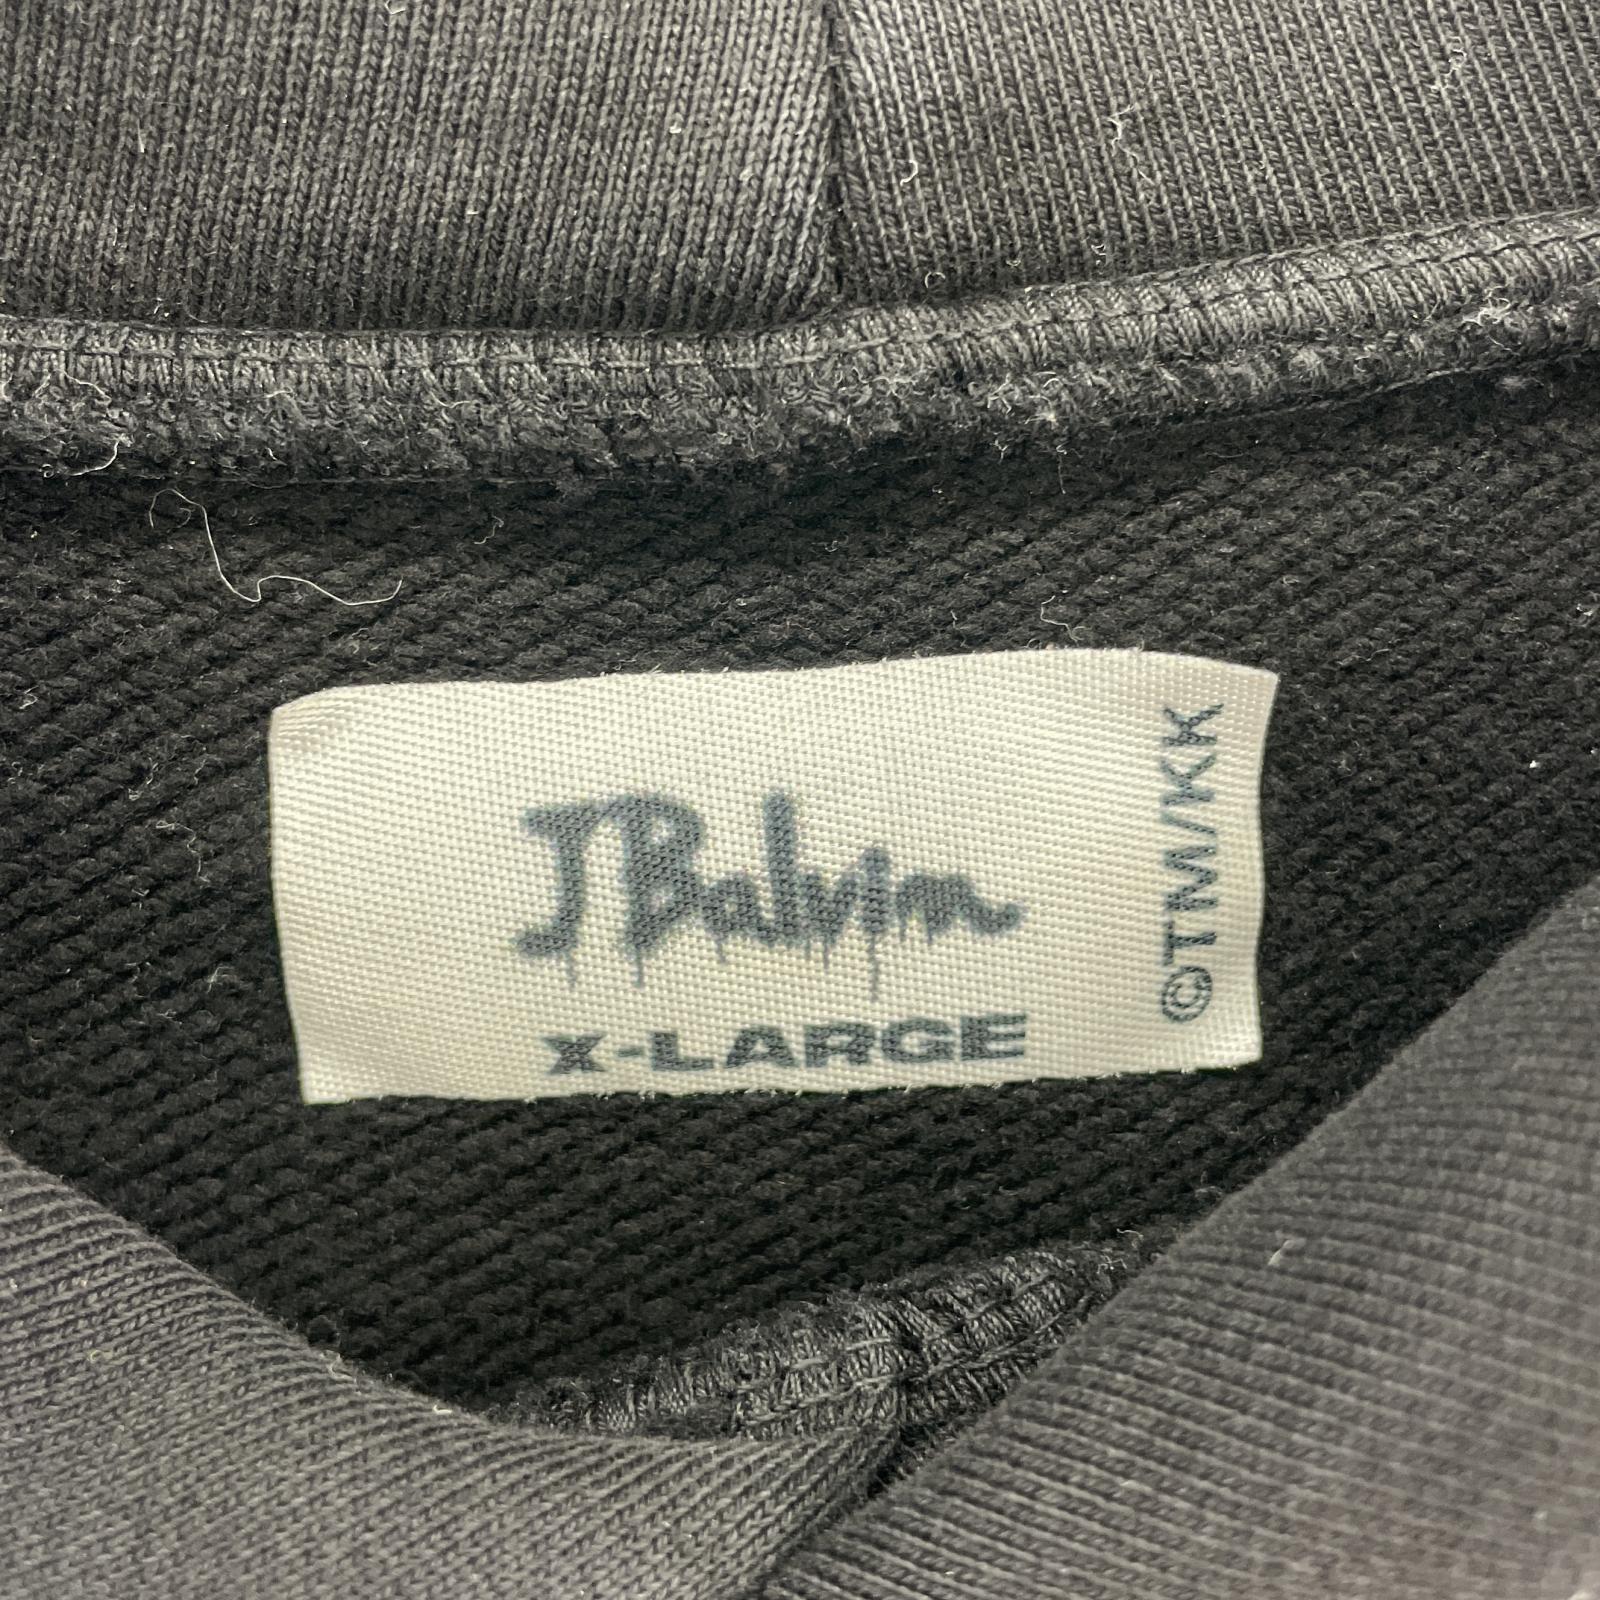 J Balvin
X-LARGE
©TM/KK